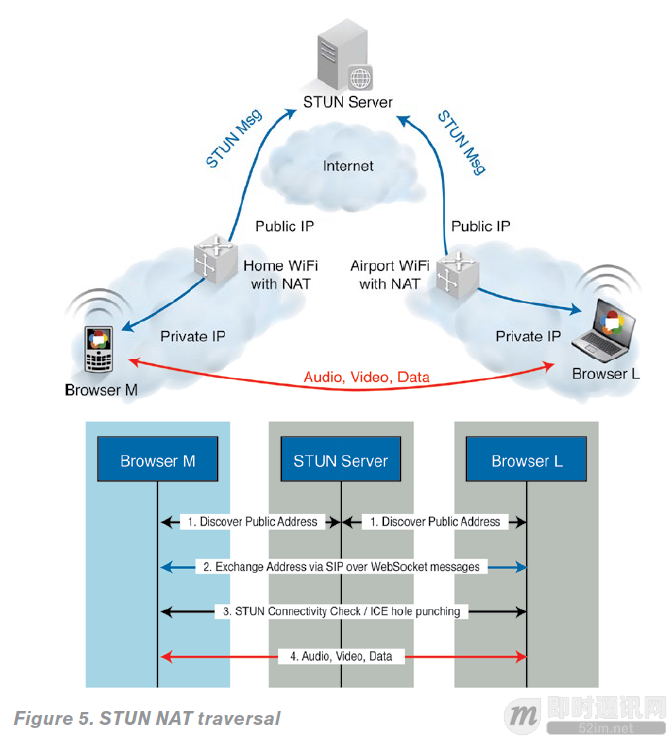 STUN Server
STUN Msg
STUN Msg
Internet
Public IP
Public IP
Home WiFi
with NAT
Airport WiFi
with NAT
Private IP
Private IP
Browser M
Audio, Video, Data
Browser L
Browser M
STUN Server
Browser L
1. Discover Public Address
1. Discover Public Address
2. Exchange Address via SIP over WebSocket messages
3. STUN Connectivity Check / ICE hole punching
4. Audio, Video, Data
Figure 5. STUN NAT traversal
m
即时通讯网
52im.net